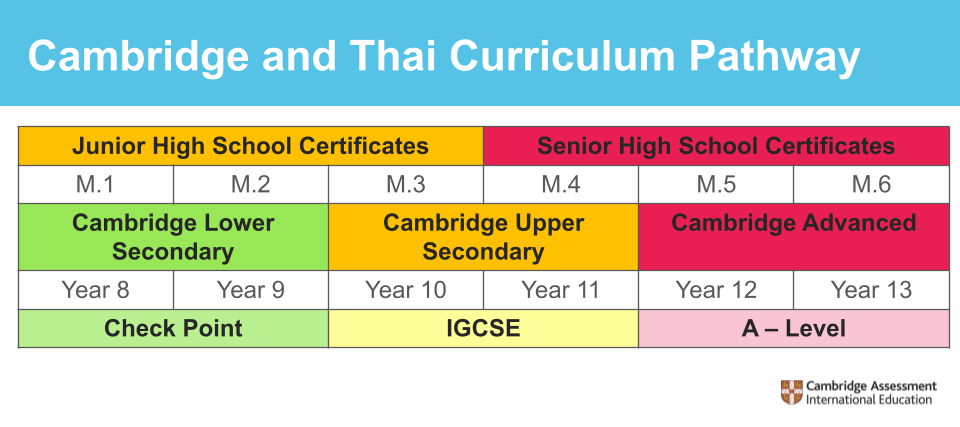 Cambridge and Thai Curriculum Pathway
Junior High School Certificates Senior High School Certificates
M.1 M.2 M.3 M.4 M.5 M.6
Cambridge Lower Secondary Cambridge Upper Secondary Cambridge Advanced
Year 8 Year 9 Year 10 Year 11 Year 12 Year 13
Check Point IGCSE A – Level
Cambridge Assessment
International Education